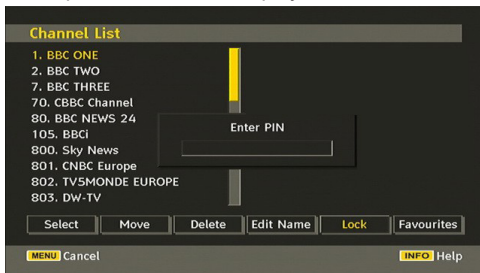 Channel List
1. BBC ONE
2. BBC TWO
7. BBC THREE
70. CBBC Channel
80. BBC NEWS 24
105. BBCi
800. Sky News
801. CNBC Europe
802. TV5MONDE EUROPE
803. DW-TV
Enter PIN
Select Move Delete Edit Name Lock Favourites
MENU Cancel INFO Help